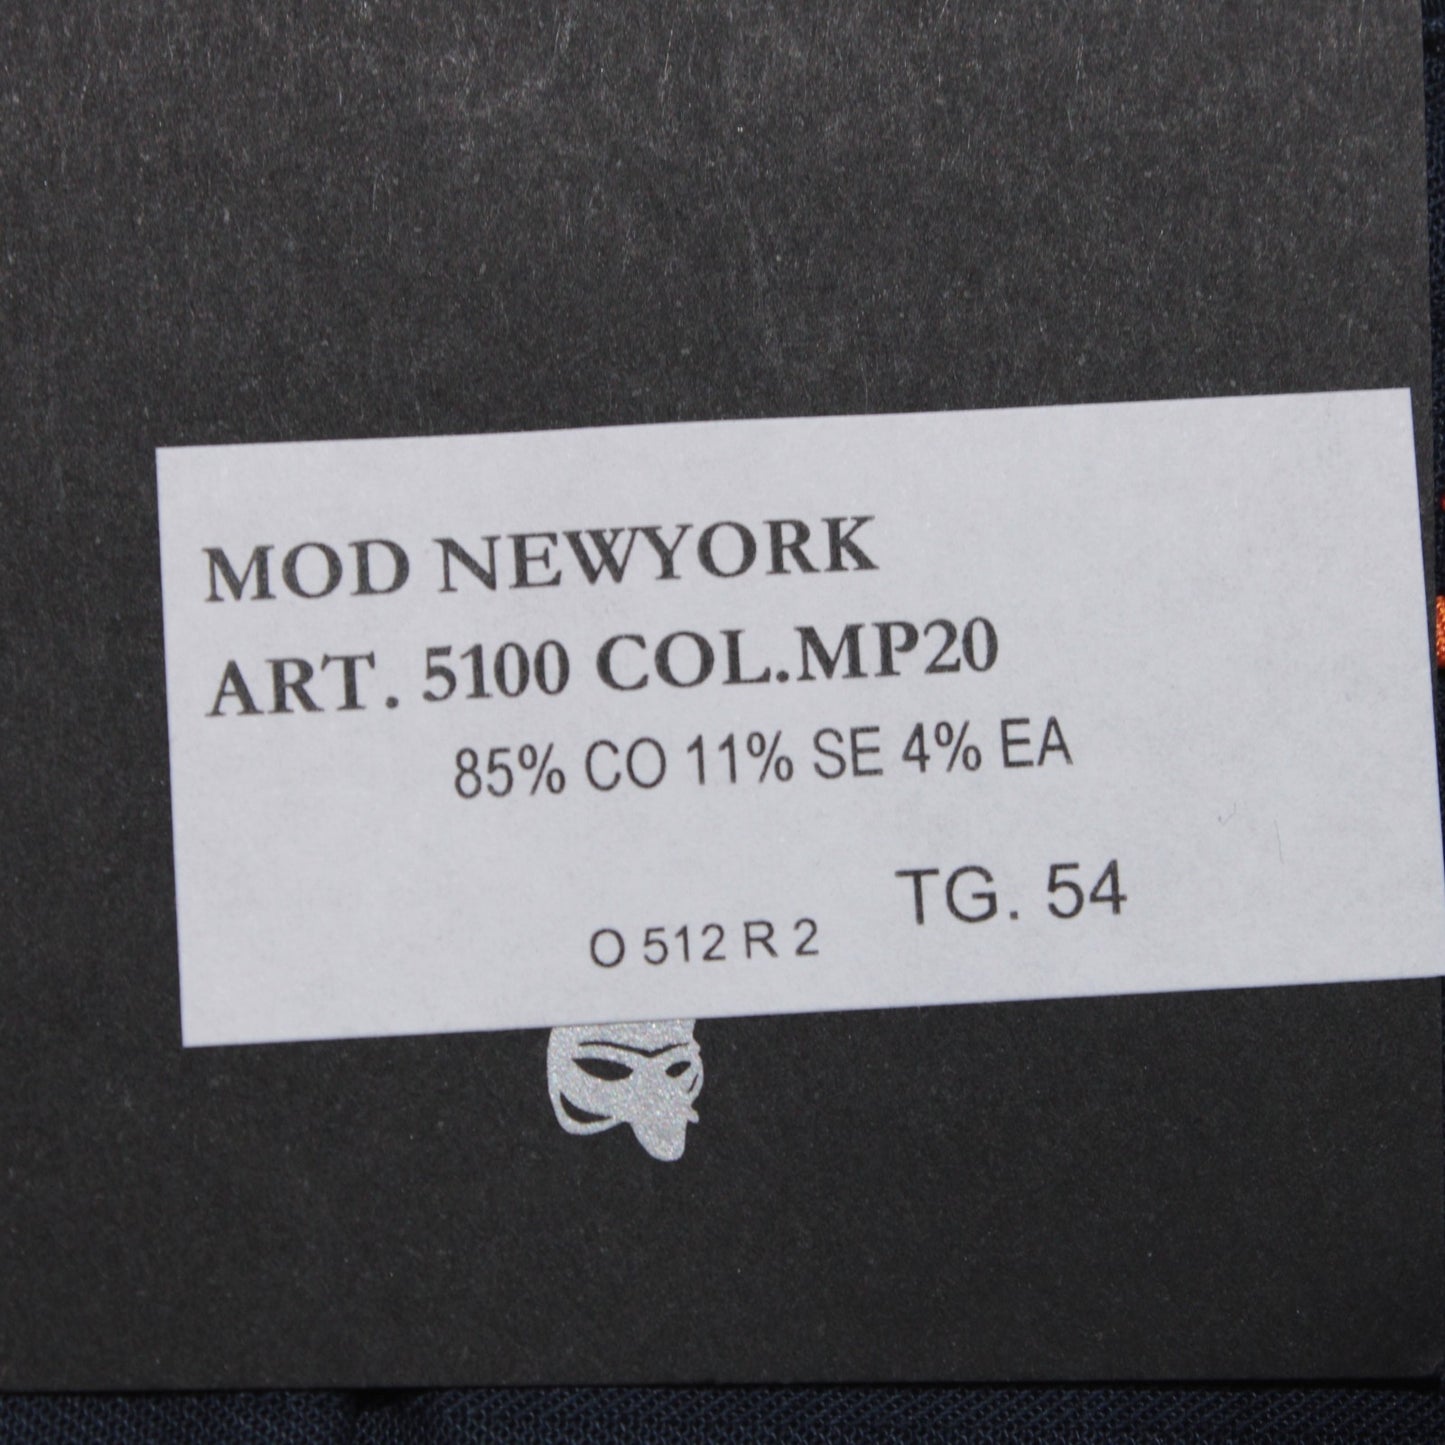 MOD NEWYORK
ART. 5100 COL.MP20
85% CO 11% SE 4% EA
TG. 54
O 512 R 2